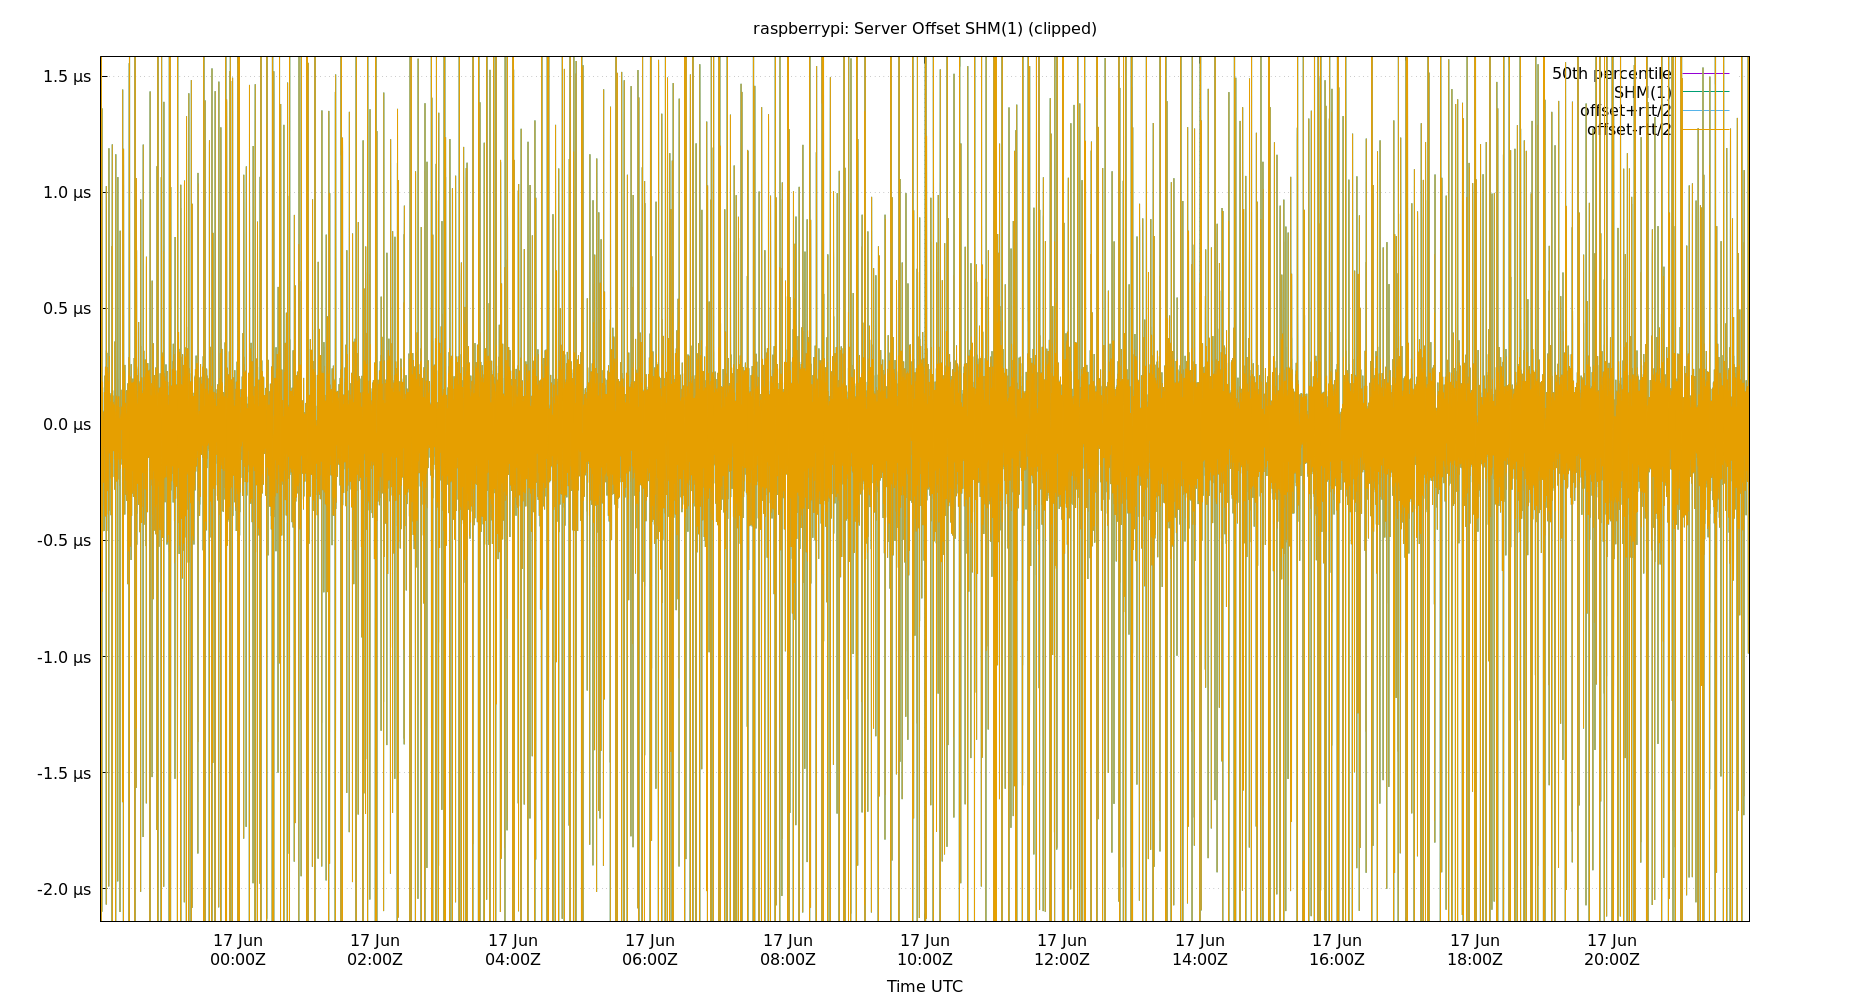 raspberrypi: Server Offset SHM(1) (clipped)
1.5 µs
1.0 µs
0.5 µs
0.0 µs
-0.5 µs
-1.0 µs
-1.5 µs
-2.0 µs
50th percentile
SHM(1)
offset+rtt/2
offset-rtt/2
17 Jun 17 Jun 17 Jun 17 Jun 17 Jun 17 Jun 17 Jun 17 Jun 17 Jun 17 Jun 17 Jun
00:00Z 02:00Z 04:00Z 06:00Z 08:00Z 10:00Z 12:00Z 14:00Z 16:00Z 18:00Z 20:00Z
Time UTC